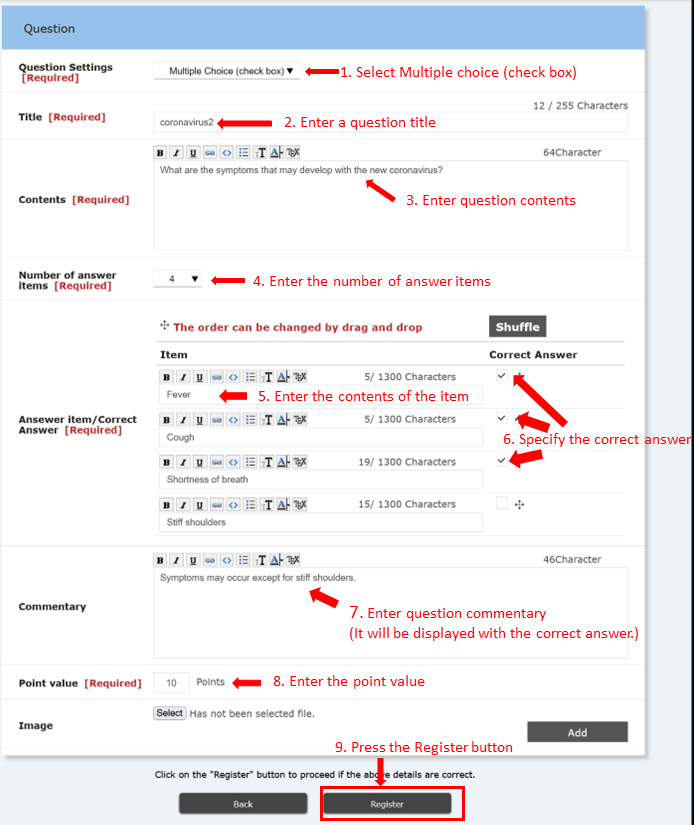 Question
Question Settings
[Required]
Multiple Choice (check box) ▼
1. Select Multiple choice (check box)
12 / 255 Characters
Title [Required]
coronavirus2
2. Enter a question title
B I U <> T A TEX
64Character
What are the symptoms that may develop with the new coronavirus?
Contents [Required]
3. Enter question contents
Number of answer
items [Required]
4 ▼
4. Enter the number of answer items
The order can be changed by drag and drop
Shuffle
Item
Correct Answer
B I U <> T A TEX
5/ 1300 Characters
Fever
5. Enter the contents of the item
Ansewer item/Correct
Answer [Required]
B I U <> T A TEX
5/ 1300 Characters
Cough
6. Specify the correct answer
B I U <> T A TEX
19/ 1300 Characters
Shortness of breath
B I U <> T A TEX
15/ 1300 Characters
Stiff shoulders
B I U <> T A TEX
46Character
Symptoms may occur except for stiff shoulders.
Commentary
7. Enter question commentary
(It will be displayed with the correct answer.)
Point value [Required]
10 Points
8. Enter the point value
Image
Select Has not been selected file.
Add
9. Press the Register button
Click on the "Register" button to proceed if the above details are correct.
Back
Register